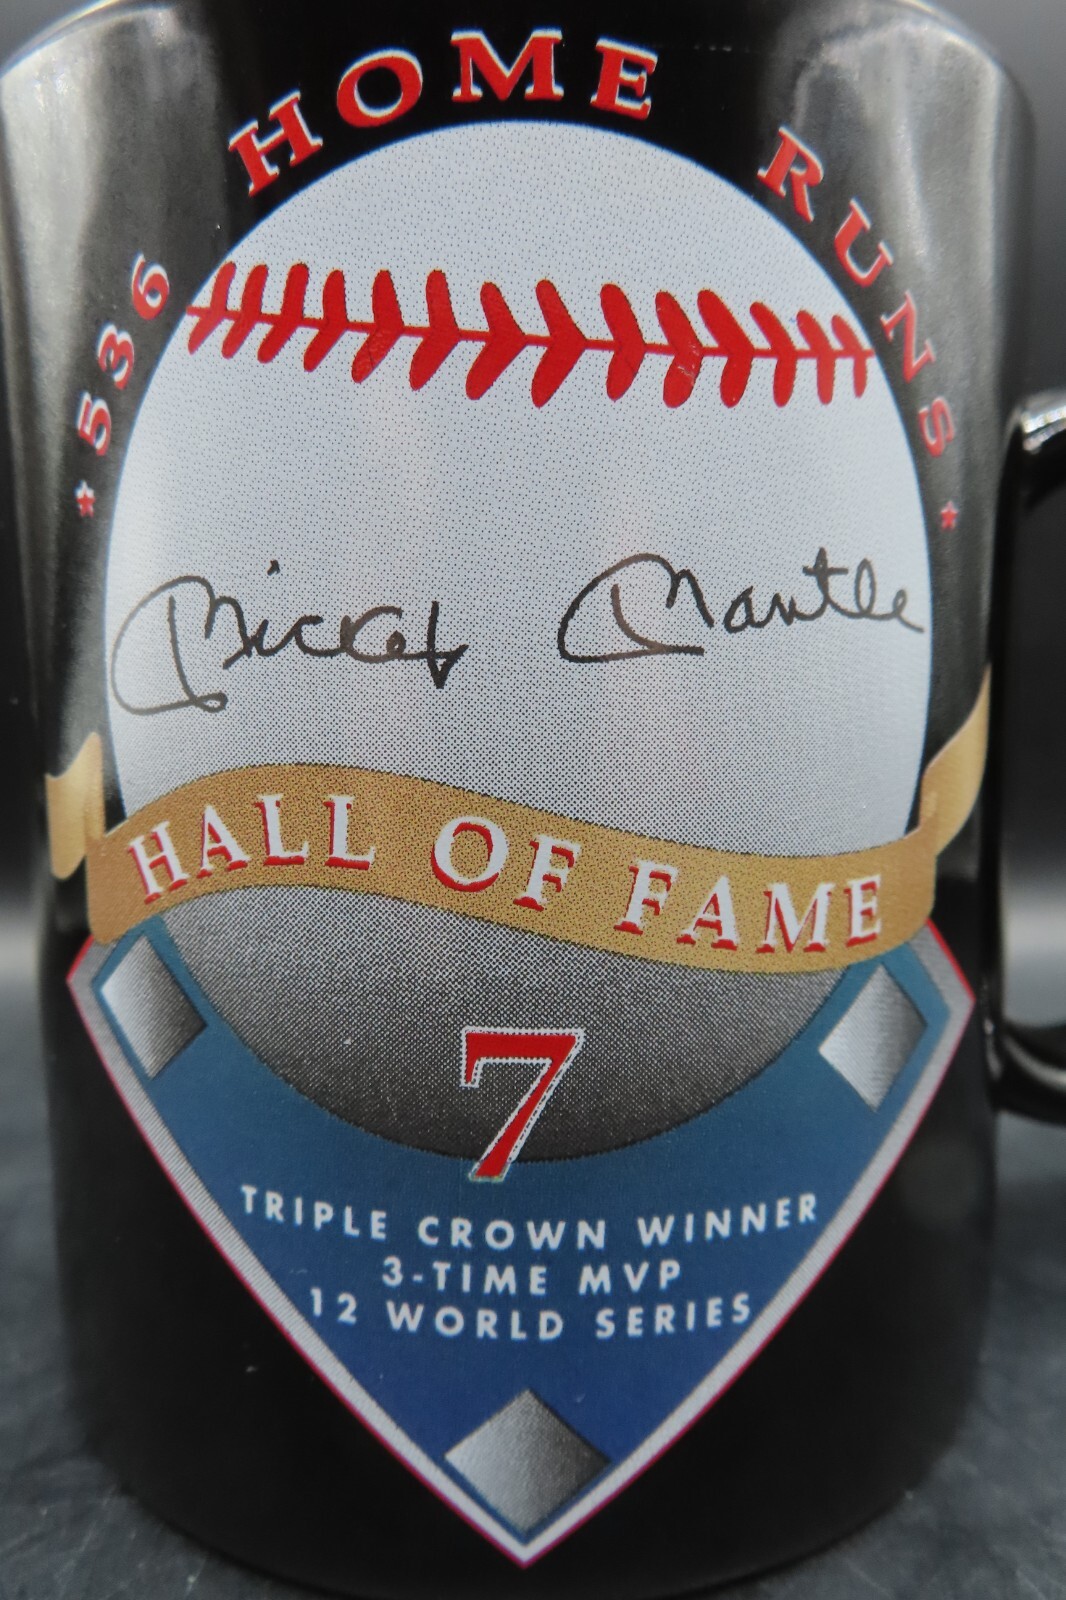 * 536 HOME RUNS *
Mickey Mantle
HALL OF FAME
7
TRIPLE CROWN WINNER
3-TIME MVP
12 WORLD SERIES